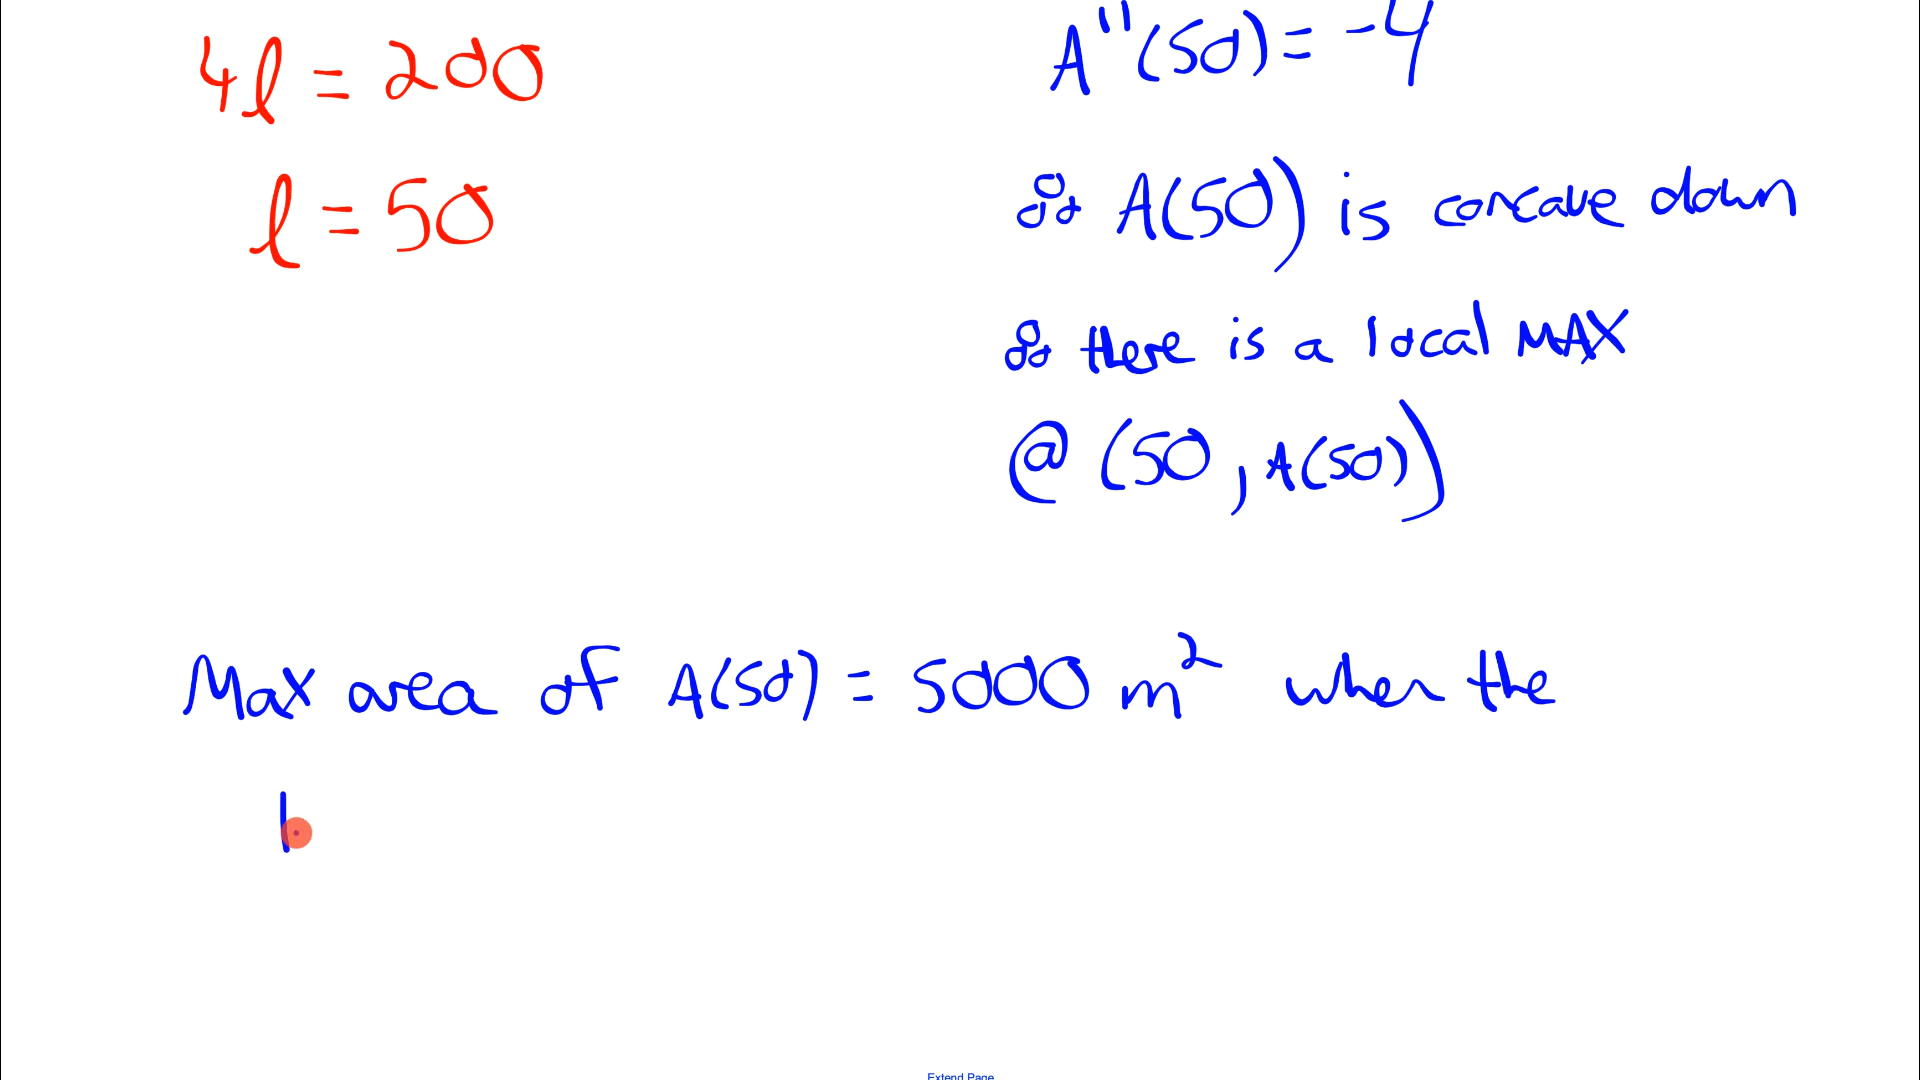 4l = 200
l = 50
A''(50) = -4
∴ A(50) is concave down
∴ there is a local MAX
@ (50, A(50))
Max area of A(50) = 5000 m² when the
Extend Page